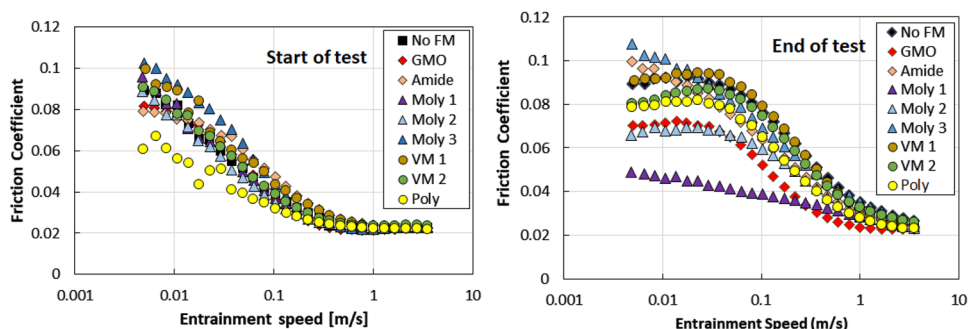 0.12
0.1
0.08
0.06
0.04
0.02
0
Friction Coefficient
Start of test
No FM
GMO
Amide
Moly 1
Moly 2
Moly 3
VM 1
VM 2
Poly
0.001
0.01
0.1
1
Entrainment speed [m/s]
0.12
0.1
0.08
0.06
0.04
0.02
0
Friction Coefficient
End of test
No FM
GMO
Amide
Moly 1
Moly 2
Moly 3
VM 1
VM 2
Poly
0.001
0.01
0.1
1
Entrainment Speed (m/s)